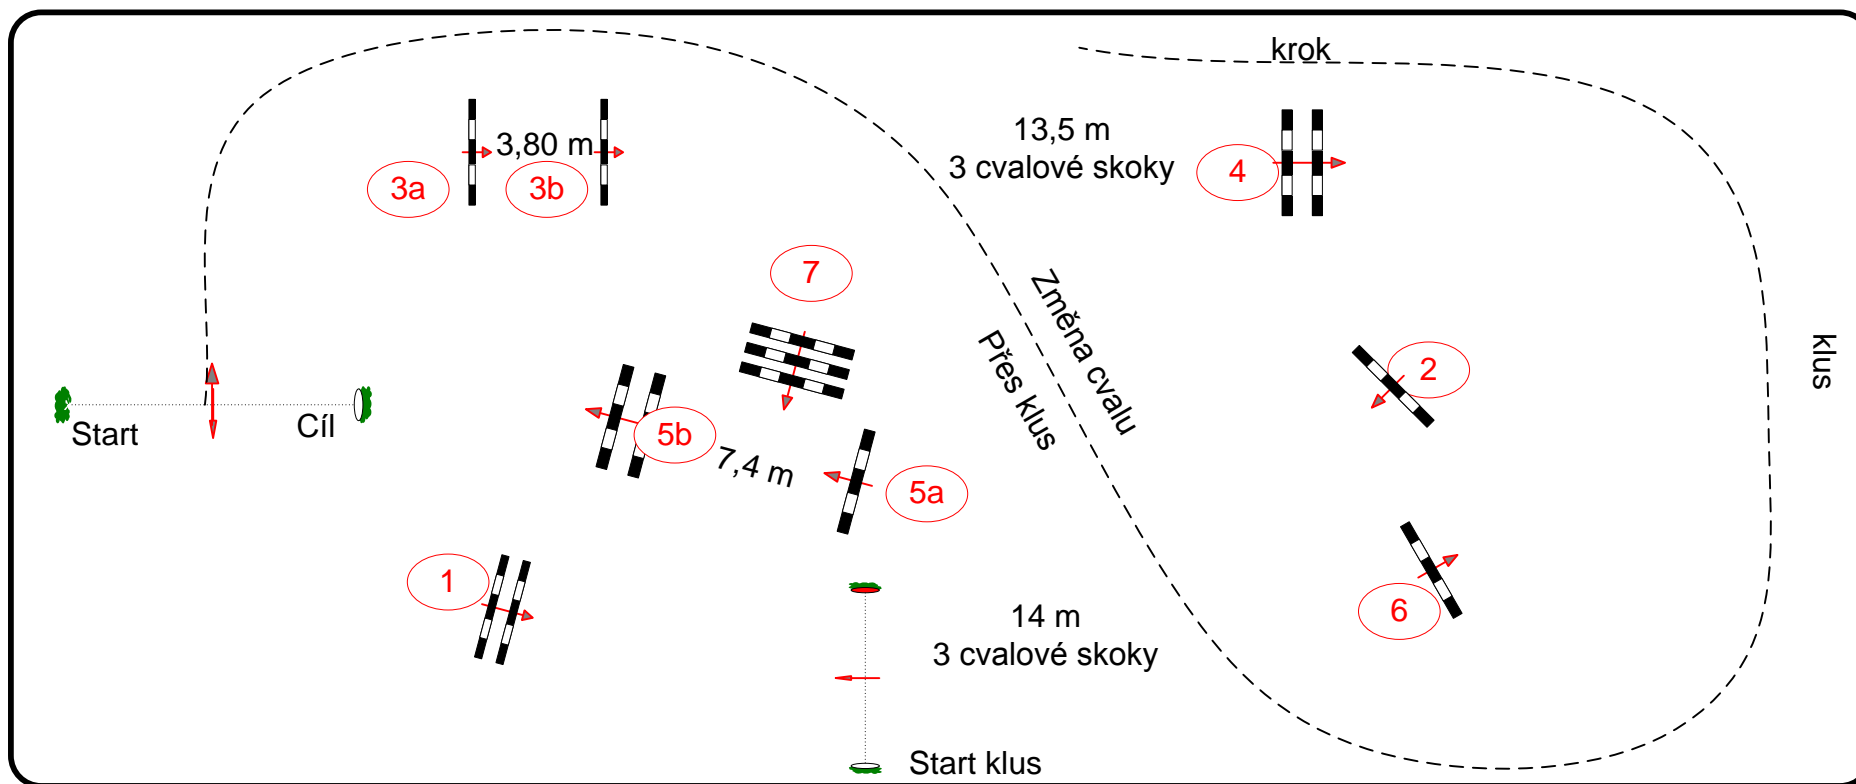 krok
13,5 m
3 cvalové skoky
3,80 m
3a
3b
4
7
Změna cvalu
Přes klus
klus
2
Start
Cíl
5b
7,4 m
5a
1
6
14 m
3 cvalové skoky
Start klus